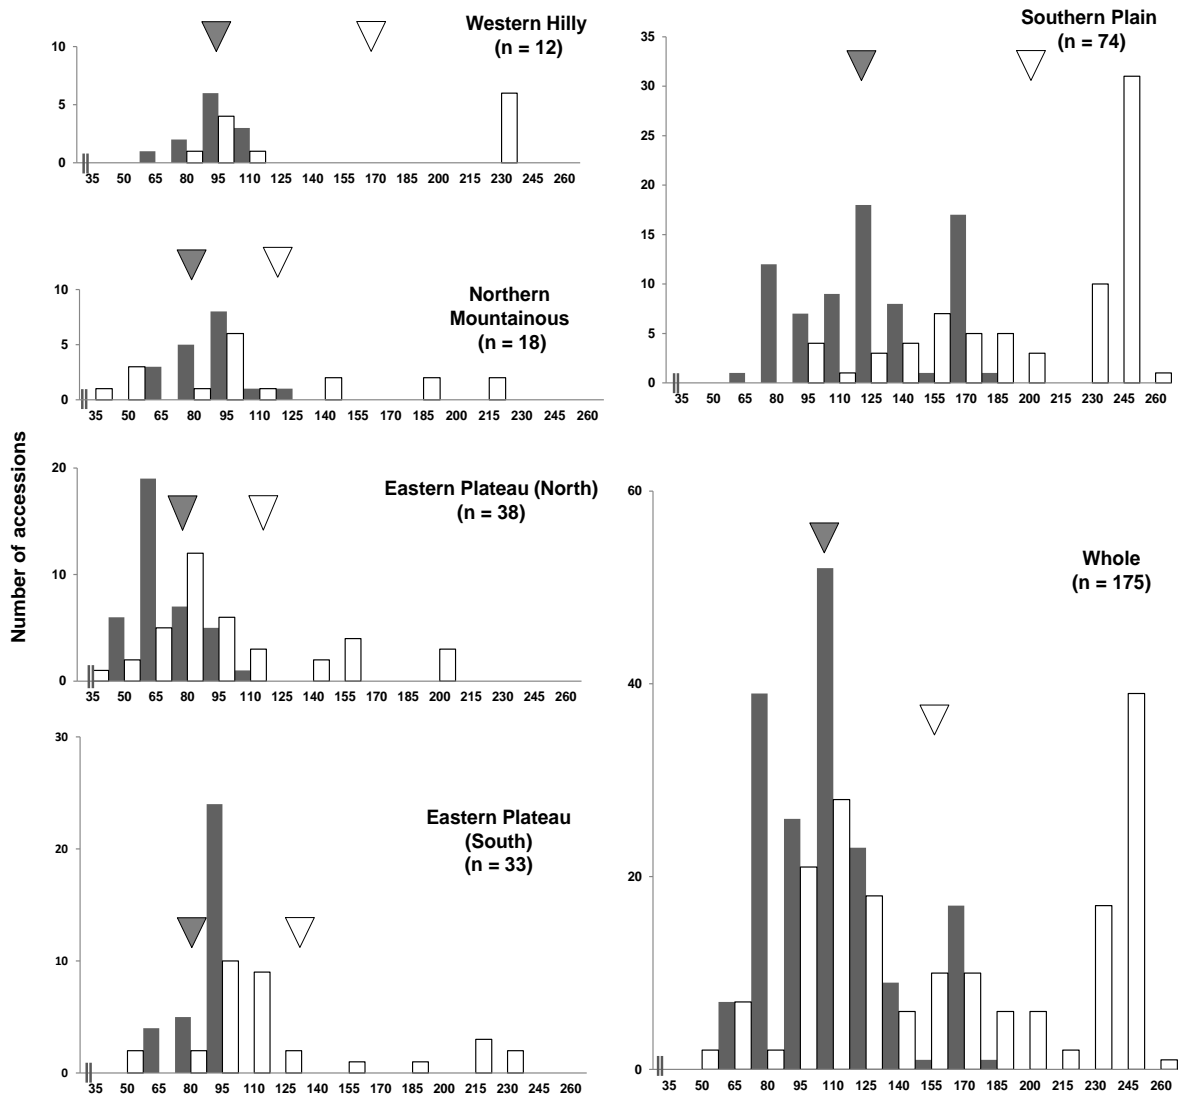 Western Hilly
(n = 12)
10
5
0
35 50 65 80 95 110 125 140 155 170 185 200 215 230 245 260
Northern
Mountainous
(n = 18)
10
5
0
35 50 65 80 95 110 125 140 155 170 185 200 215 230 245 260
Number of accessions
Eastern Plateau (North)
(n = 38)
20
10
0
35 50 65 80 95 110 125 140 155 170 185 200 215 230 245 260
Eastern Plateau
(South)
(n = 33)
30
20
10
0
35 50 65 80 95 110 125 140 155 170 185 200 215 230 245 260
Southern Plain
(n = 74)
35
30
25
20
15
10
5
0
35 50 65 80 95 110 125 140 155 170 185 200 215 230 245 260
Whole
(n = 175)
60
40
20
0
35 50 65 80 95 110 125 140 155 170 185 200 215 230 245 260